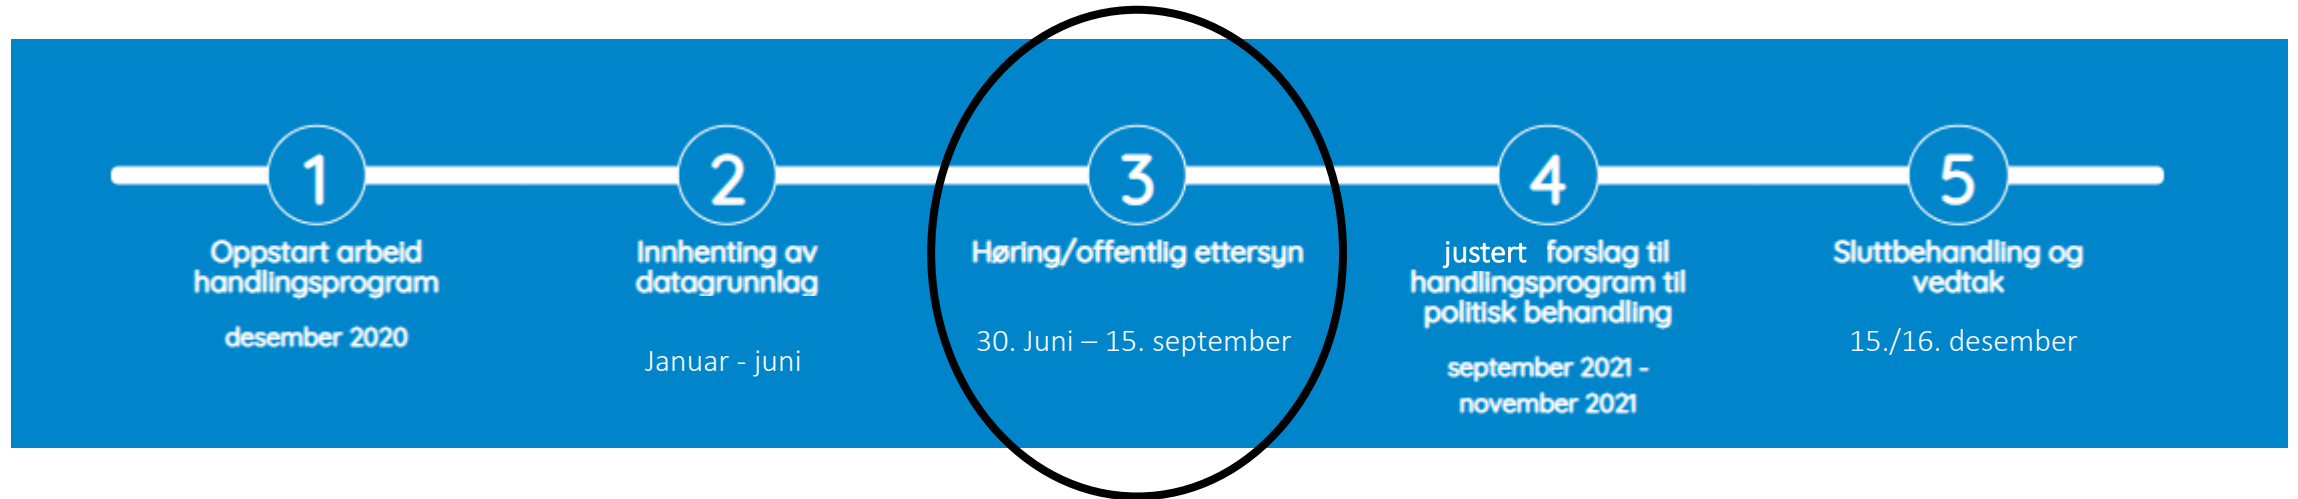 1
Oppstart arbeid
handlingsprogram
desember 2020
2
Innhenting av
datagrunnlag
Januar - juni
3
Høring/offentlig ettersyn
30. Juni – 15. september
4
justert forslag til
handlingsprogram til
politisk behandling
september 2021 -
november 2021
5
Sluttbehandling og
vedtak
15./16. desember